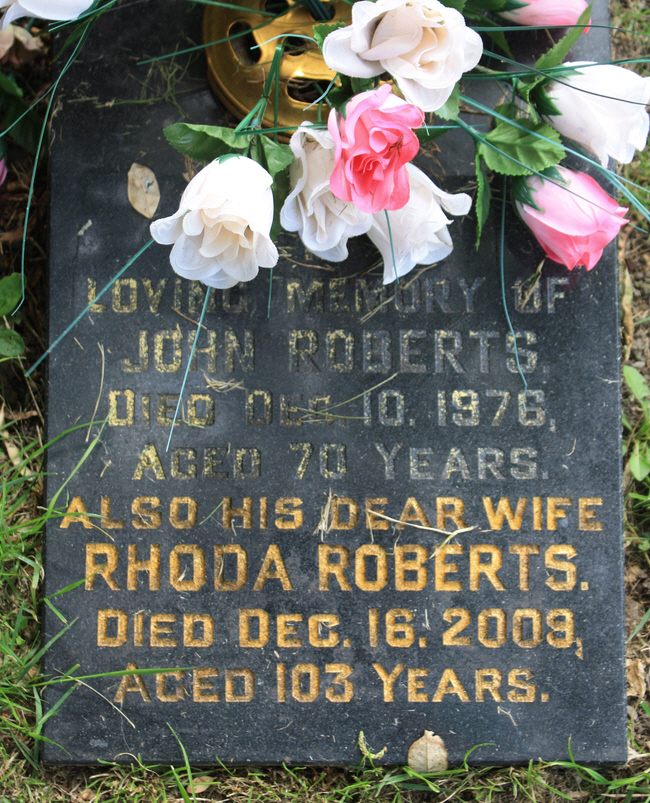 LOVING MEMORY OF
JOHN ROBERTS.
DIED DEC. 10. 1976,
AGED 70 YEARS.
ALSO HIS DEAR WIFE
RHODA ROBERTS.
DIED DEC. 16. 2009,
AGED 103 YEARS.